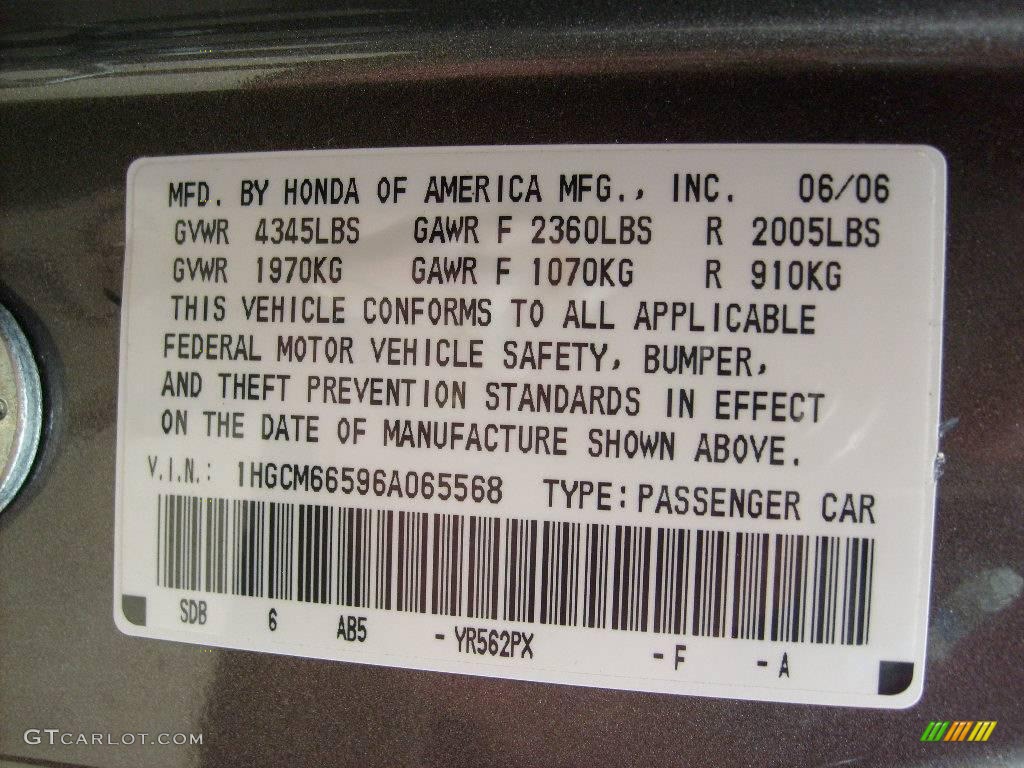 MFD. BY HONDA OF AMERICA MFG., INC. 06/06
GVWR 4345LBS GAWR F 2360LBS R 2005LBS
GVWR 1970KG GAWR F 1070KG R 910KG
THIS VEHICLE CONFORMS TO ALL APPLICABLE
FEDERAL MOTOR VEHICLE SAFETY, BUMPER,
AND THEFT PREVENTION STANDARDS IN EFFECT
ON THE DATE OF MANUFACTURE SHOWN ABOVE.
V.I.N.: 1HGCM66596A065568 TYPE: PASSENGER CAR
SDB 6 AB5 - YR562PX - F - A
GTCARLOT.COM